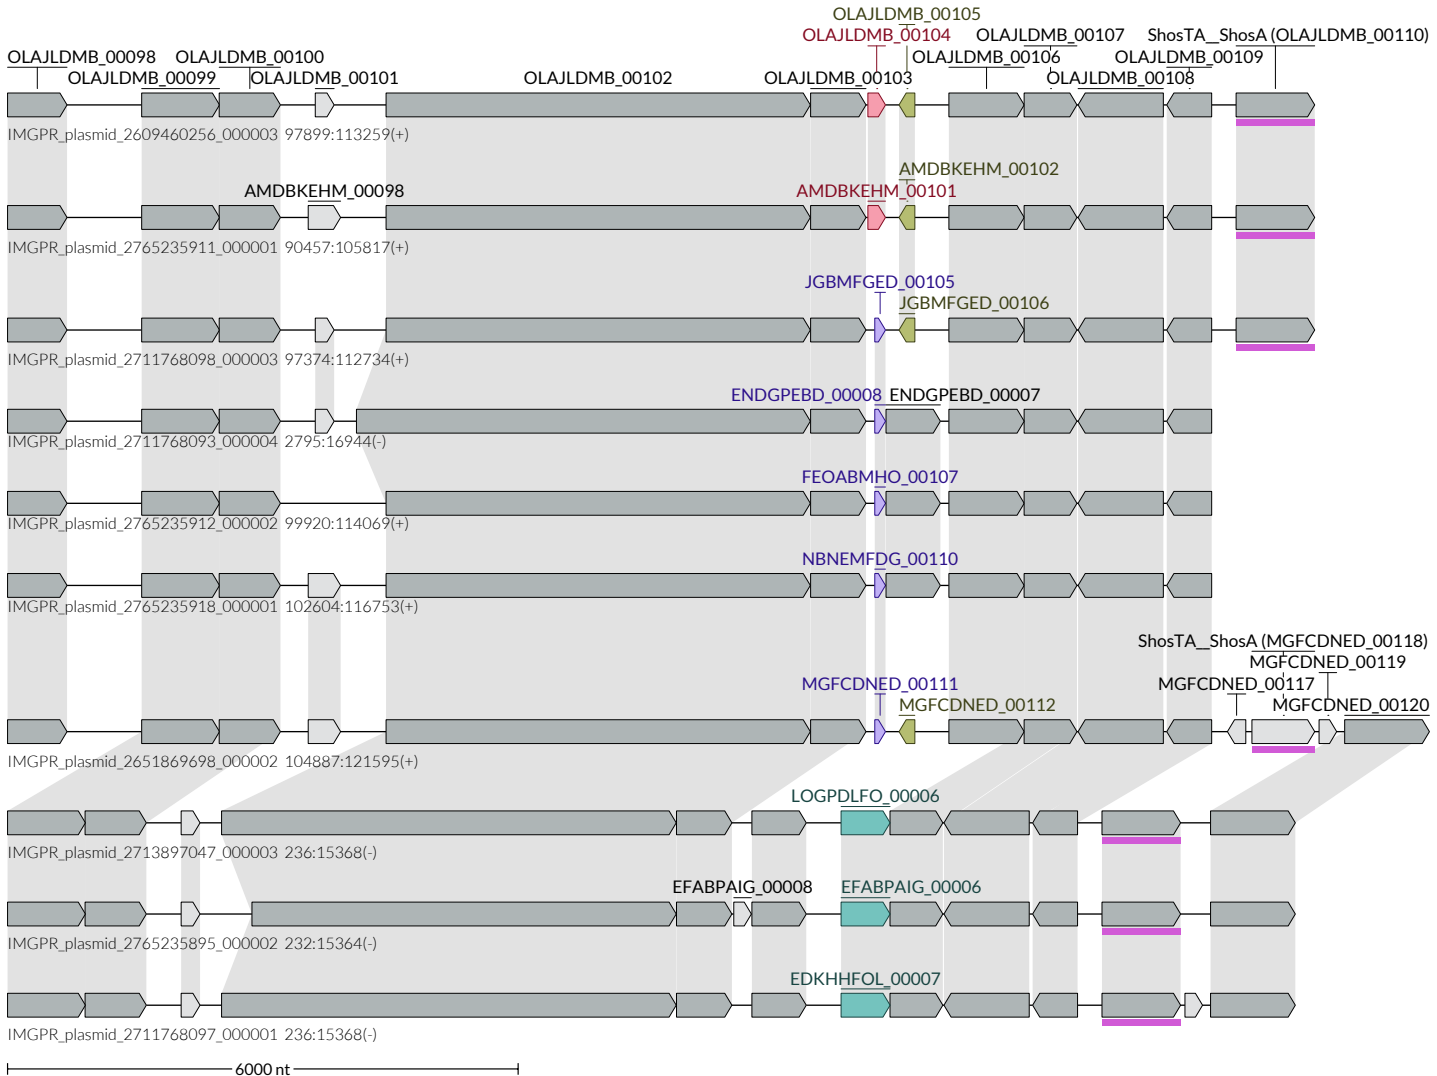 OLAJLDMB_00105
OLAJLDMB_00104 OLAJLDMB_00107 ShosTA__ShosA (OLAJLDMB_00110)
OLAJLDMB_00098 OLAJLDMB_00100 OLAJLDMB_00106 OLAJLDMB_00109
OLAJLDMB_00099 OLAJLDMB_00101 OLAJLDMB_00102 OLAJLDMB_00103 OLAJLDMB_00108
IMGPR_plasmid_2609460256_000003 97899:113259(+)
AMDBKEHM_00102
AMDBKEHM_00098 AMDBKEHM_00101
IMGPR_plasmid_2765235911_000001 90457:105817(+)
JGBMFGED_00105
JGBMFGED_00106
IMGPR_plasmid_2711768098_000003 97374:112734(+)
ENDGPEBD_00008 ENDGPEBD_00007
IMGPR_plasmid_2711768093_000004 2795:16944(-)
FEOABMHO_00107
IMGPR_plasmid_2765235912_000002 99920:114069(+)
NBNEMFDG_00110
IMGPR_plasmid_2765235918_000001 102604:116753(+)
ShosTA__ShosA (MGFCDNED_00118)
MGFCDNED_00119
MGFCDNED_00111 MGFCDNED_00117
MGFCDNED_00112 MGFCDNED_00120
IMGPR_plasmid_2651869698_000002 104887:121595(+)
LOGPDLFO_00006
IMGPR_plasmid_2713897047_000003 236:15368(-)
EFABPAIG_00008 EFABPAIG_00006
IMGPR_plasmid_2765235895_000002 232:15364(-)
EDKHHFOL_00007
IMGPR_plasmid_2711768097_000001 236:15368(-)
6000 nt